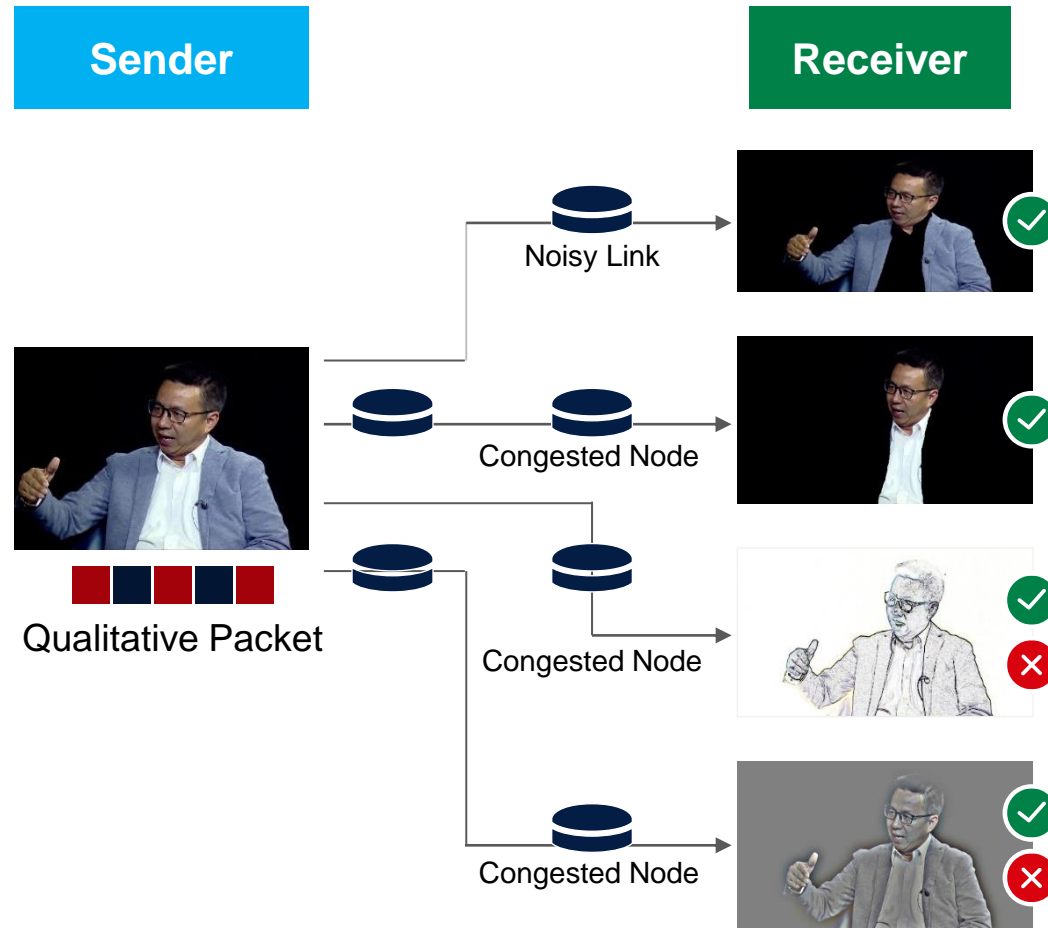 Sender
Receiver
Noisy Link
Congested Node
Qualitative Packet
Congested Node
Congested Node